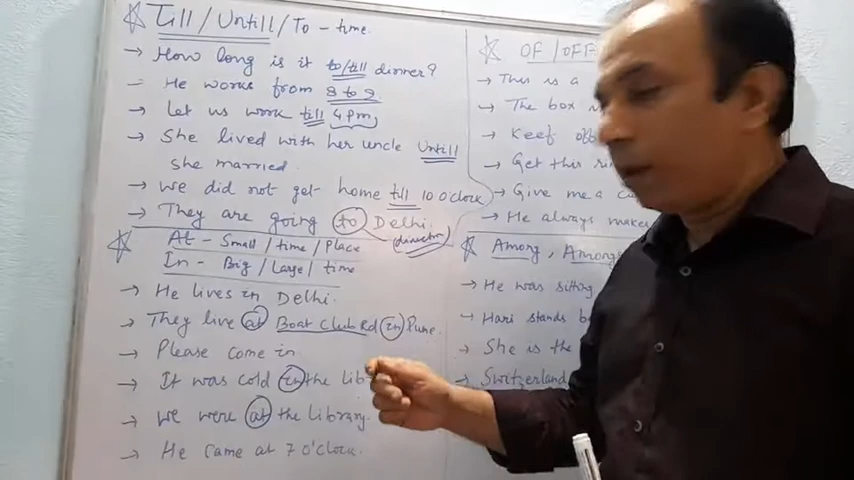 Till / Untill / To - time.
How long is it to/till dinner?
He works from 8 to 9
Let us work till 4pm
She lived with her uncle Untill
she married.
We did not get home till 10 o'clock
They are going to Delhi.
(direction)
At - Small / time / Place
In - Big / Large / time
He lives in Delhi.
They live at Boat Club Rd in Pune.
Please come in
It was cold in the Lib
We were at the Library.
He came at 7 o'clock.
Of / Off
This is a
The box
Keep
Get this
Give me a
He always makes
Among, Among
He was sitting
Hari stands
She is the
Switzerland